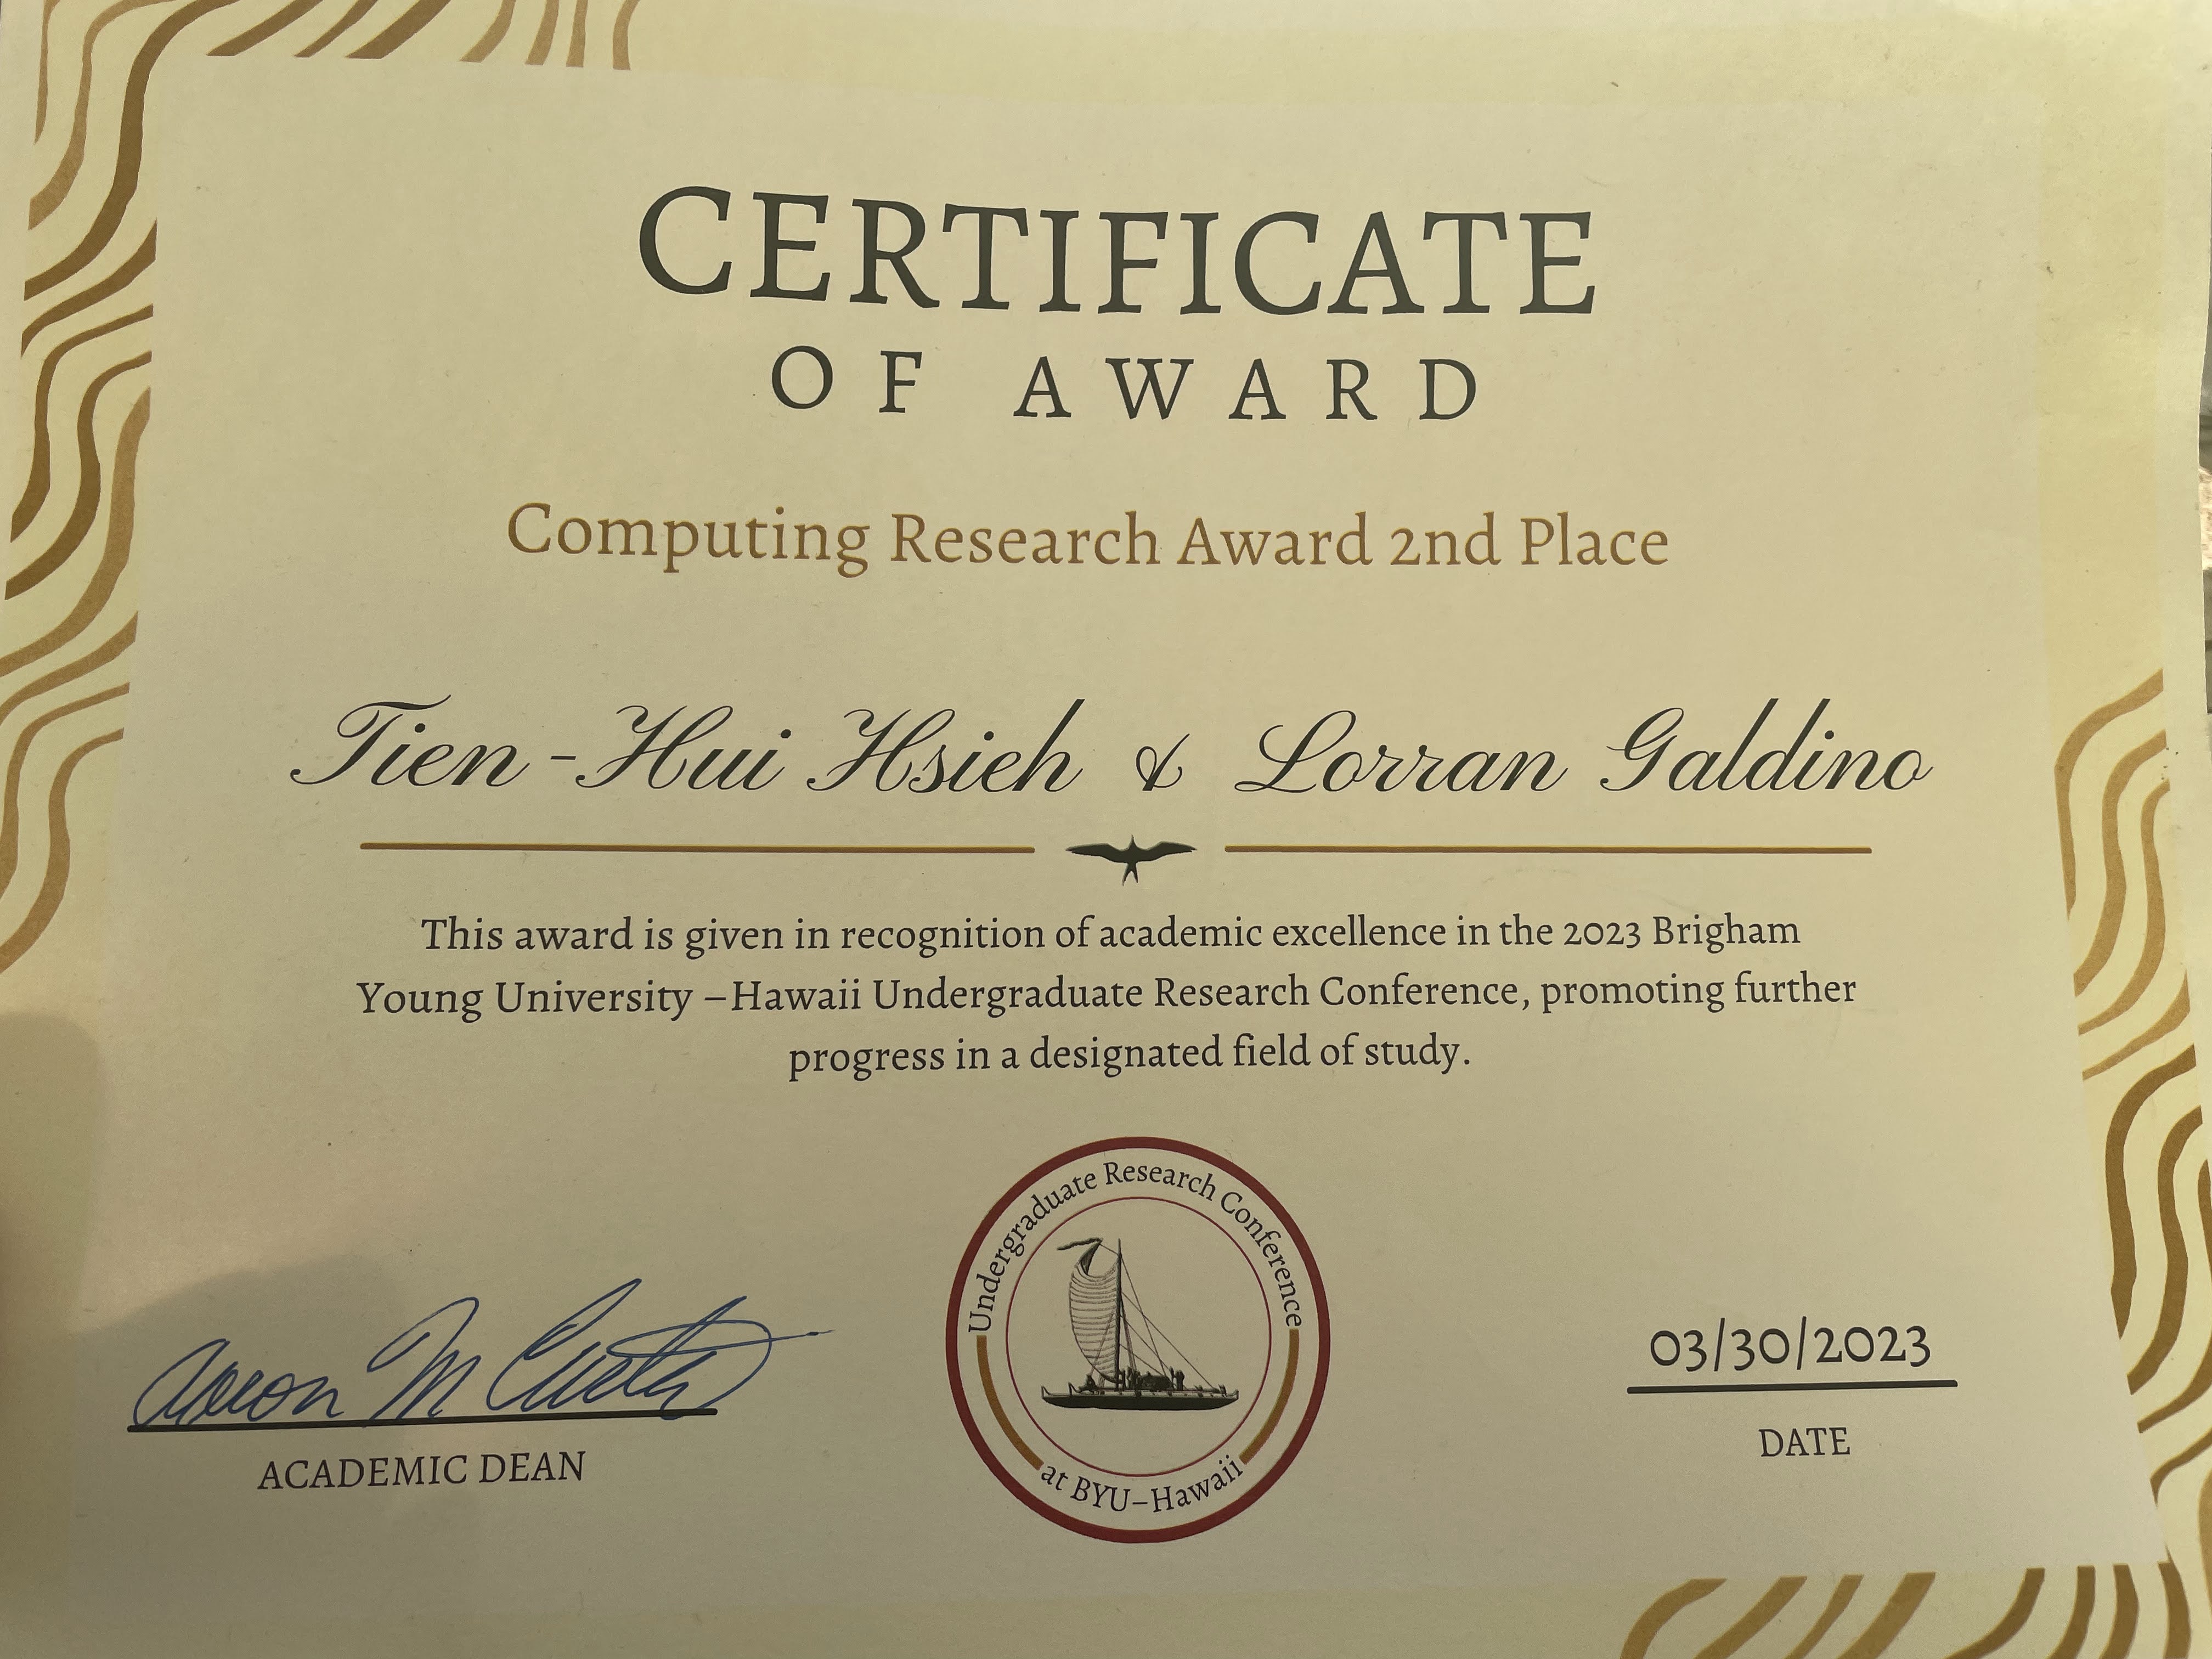 CERTIFICATE
OF AWARD
Computing Research Award 2nd Place
Tien-Hui Hsieh & Lorran Galdino
This award is given in recognition of academic excellence in the 2023 Brigham
Young University –Hawaii Undergraduate Research Conference, promoting further
progress in a designated field of study.
Undergraduate Research Conference
at BYU–Hawaii
Aaron M Curtis
ACADEMIC DEAN
03/30/2023
DATE